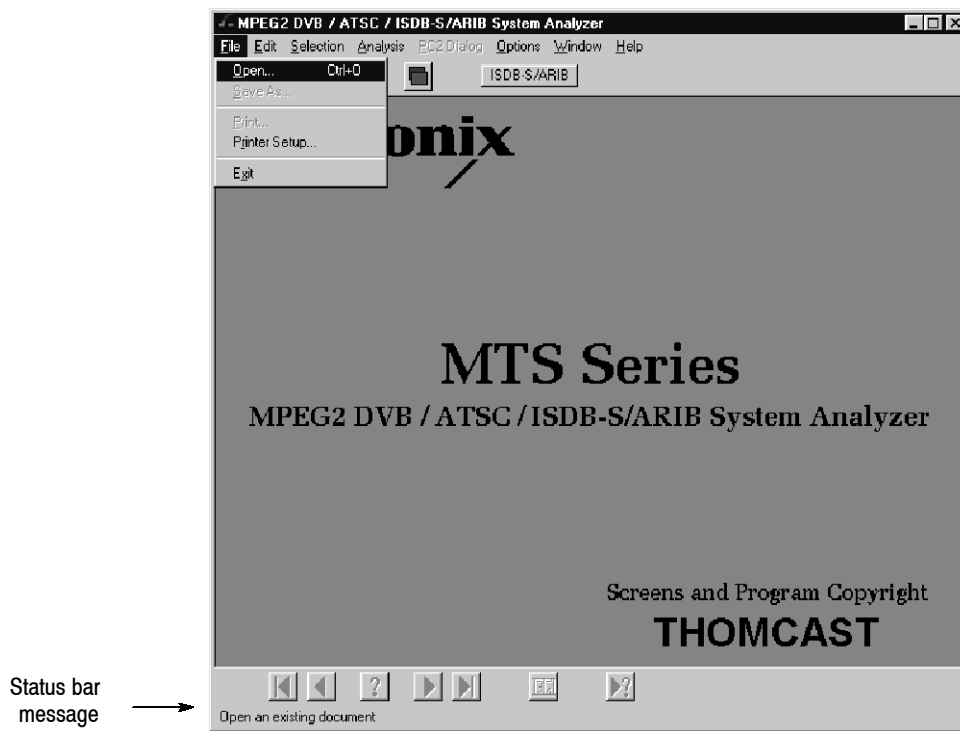 MPEG2 DVB / ATSC / ISDB-S/ARIB System Analyzer
File Edit Selection Analysis PC2 Dialog Options Window Help
Open... Ctrl+O
ISDB-S/ARIB
Save As...
Print...
Printer Setup...
Exit
onix
MTS Series
MPEG2 DVB / ATSC / ISDB-S/ARIB System Analyzer
Screens and Program Copyright
THOMCAST
?
?
Status bar
message
Open an existing document